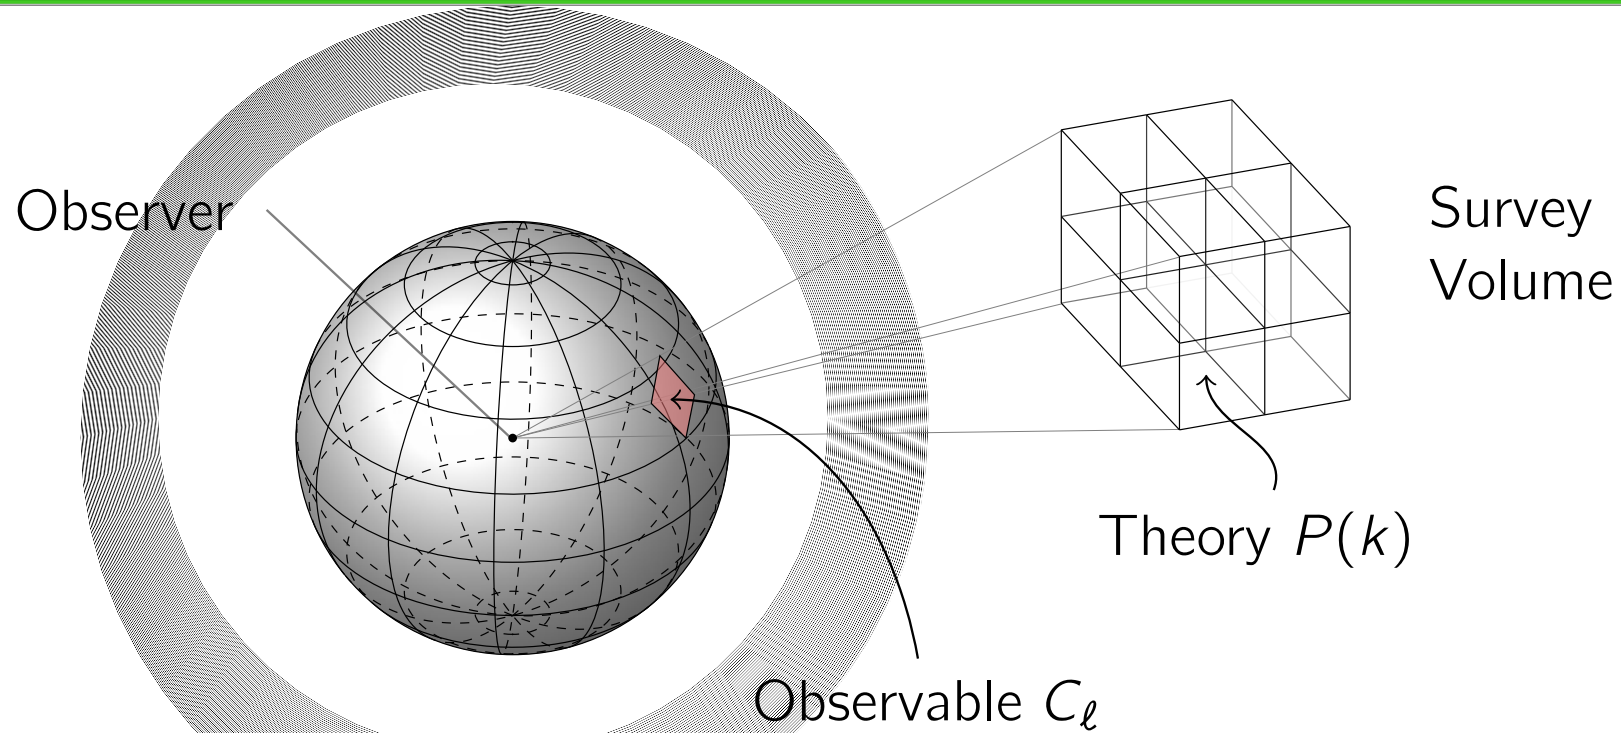 Observer
Survey
Volume
Theory P(k)
Observable Cℓ